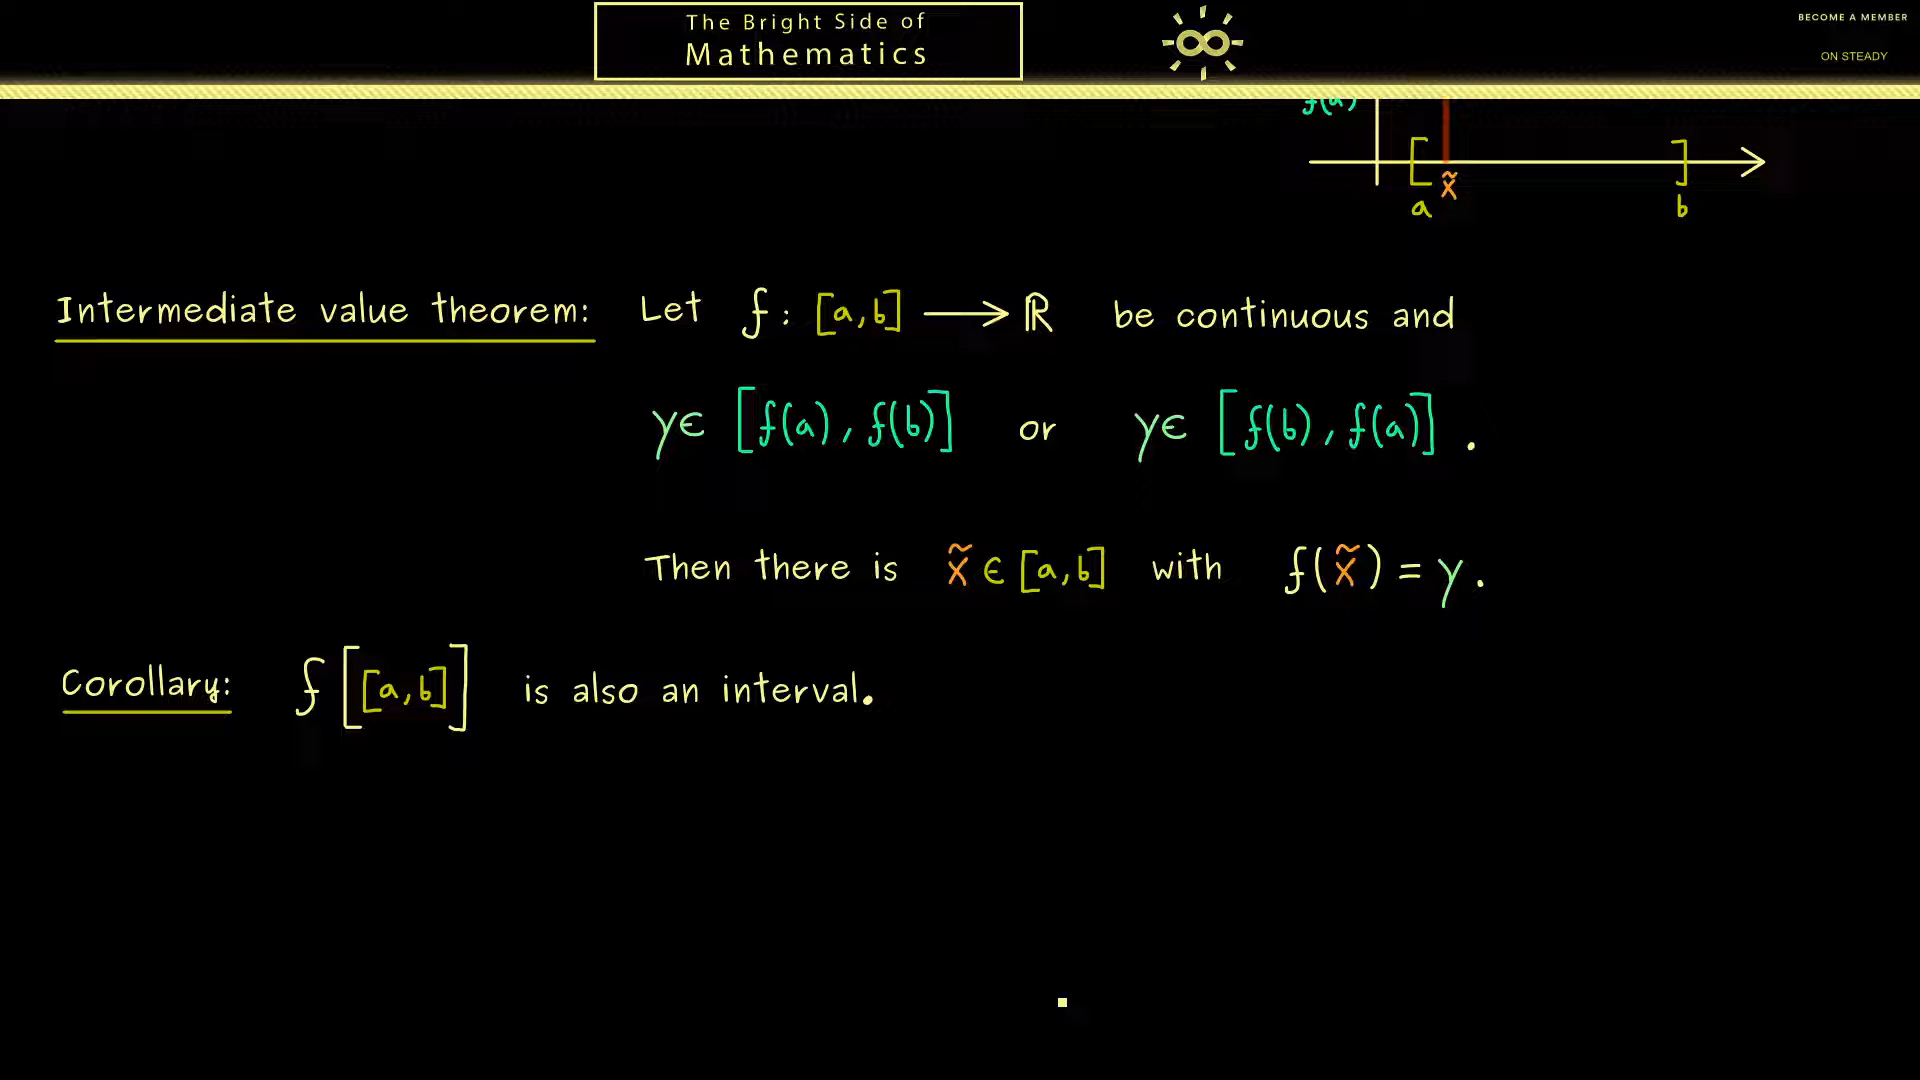 The Bright Side of
Mathematics
BECOME A MEMBER
ON STEADY
f(a)
x̃
a
b
Intermediate value theorem: Let f: [a,b] ⟶ ℝ be continuous and
y∈ [f(a), f(b)] or y∈ [f(b), f(a)].
Then there is x̃ ∈ [a,b] with f(x̃) = y.
Corollary: f[[a,b]] is also an interval.